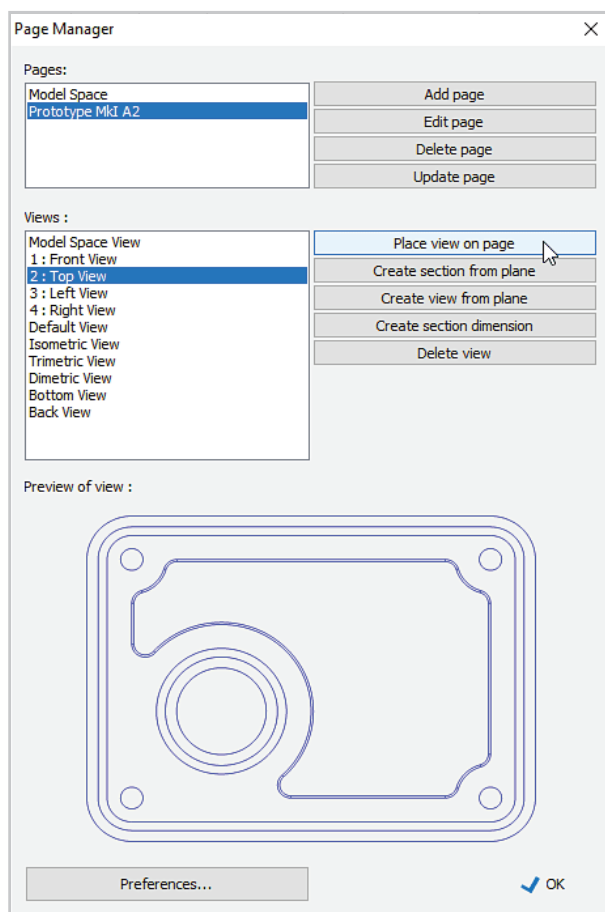 Page Manager
Pages:
Model Space
Prototype MkI A2
Add page
Edit page
Delete page
Update page
Views :
Model Space View
1 : Front View
2 : Top View
3 : Left View
4 : Right View
Default View
Isometric View
Trimetric View
Dimetric View
Bottom View
Back View
Place view on page
Create section from plane
Create view from plane
Create section dimension
Delete view
Preview of view :
Preferences...
OK